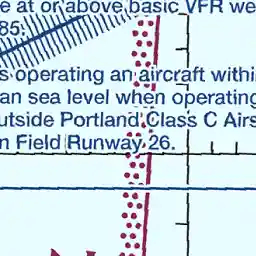 e at or above basic VFR we
85.
s operating an aircraft withi
an sea level when operating
utside Portland Class C Airs
m Field Runway 26.